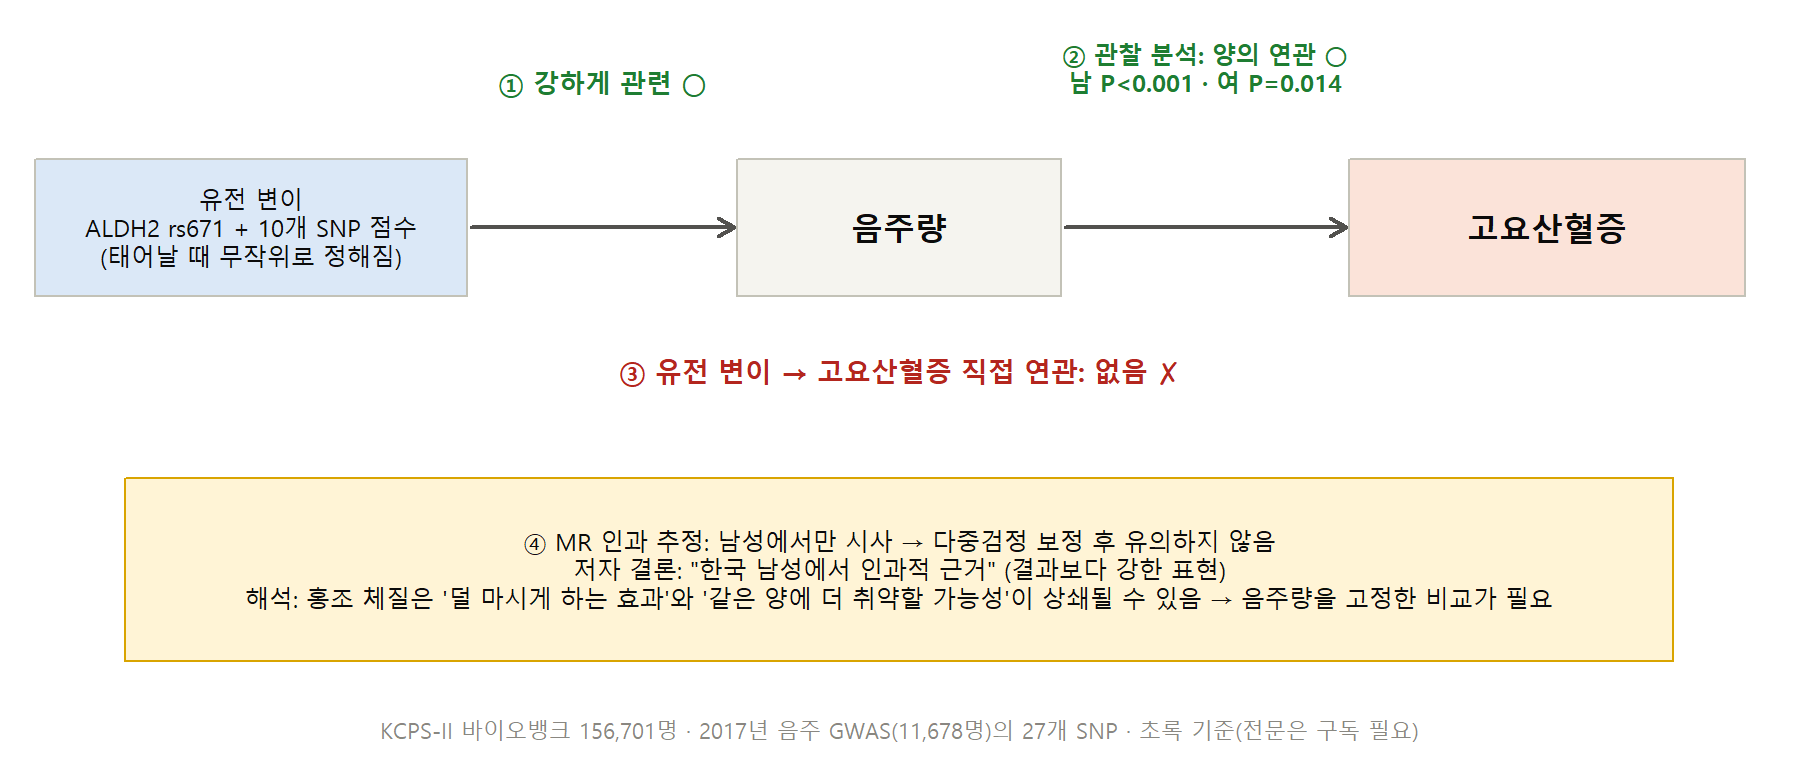 ① 강하게 관련 ○
② 관찰 분석: 양의 연관 ○
남 P<0.001 · 여 P=0.014
유전 변이
ALDH2 rs671 + 10개 SNP 점수
(태어날 때 무작위로 정해짐)
음주량
고요산혈증
③ 유전 변이 → 고요산혈증 직접 연관: 없음 ✗
④ MR 인과 추정: 남성에서만 시사 → 다중검정 보정 후 유의하지 않음
저자 결론: "한국 남성에서 인과적 근거" (결과보다 강한 표현)
해석: 홍조 체질은 '덜 마시게 하는 효과'와 '같은 양에 더 취약할 가능성'이 상쇄될 수 있음 → 음주량을 고정한 비교가 필요
KCPS-II 바이오뱅크 156,701명 · 2017년 음주 GWAS(11,678명)의 27개 SNP · 초록 기준(전문은 구독 필요)